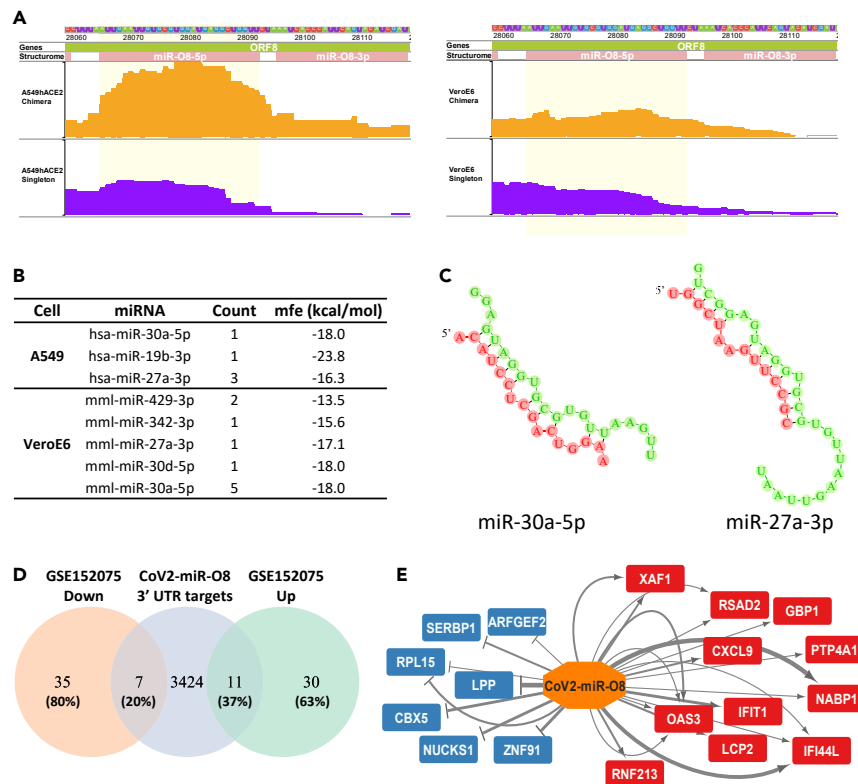 A
28060 28070 28080 28090 28100 28110
Genes ORF8
Structurome miR-O8-5p miR-O8-3p
A549hACE2
Chimera
A549hACE2
Singleton
28060 28070 28080 28090 28100 28110
Genes ORF8
Structurome miR-O8-5p miR-O8-3p
VeroE6
Chimera
VeroE6
Singleton
B
Cell miRNA Count mfe (kcal/mol)
A549
hsa-miR-30a-5p 1 -18.0
hsa-miR-19b-3p 1 -23.8
hsa-miR-27a-3p 3 -16.3
VeroE6
mml-miR-429-3p 2 -13.5
mml-miR-342-3p 1 -15.6
mml-miR-27a-3p 1 -17.1
mml-miR-30d-5p 1 -18.0
mml-miR-30a-5p 5 -18.0
C
5'
miR-30a-5p
5'
miR-27a-3p
D
GSE152075
Down
CoV2-miR-O8
3' UTR targets
GSE152075
Up
35
(80%)
7
(20%)
3424
11
(37%)
30
(63%)
E
XAF1
RSAD2
GBP1
ARFGEF2
SERBP1
CXCL9
PTP4A1
RPL15
LPP
CoV2-miR-O8
NABP1
CBX5
OAS3
IFIT1
NUCKS1
ZNF91
LCP2
IFI44L
RNF213